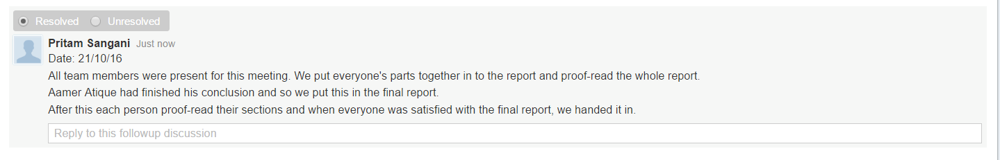 Resolved Unresolved
Pritam Sangani Just now
Date: 21/10/16
All team members were present for this meeting. We put everyone's parts together in to the report and proof-read the whole report.
Aamer Atique had finished his conclusion and so we put this in the final report.
After this each person proof-read their sections and when everyone was satisfied with the final report, we handed it in.
Reply to this followup discussion